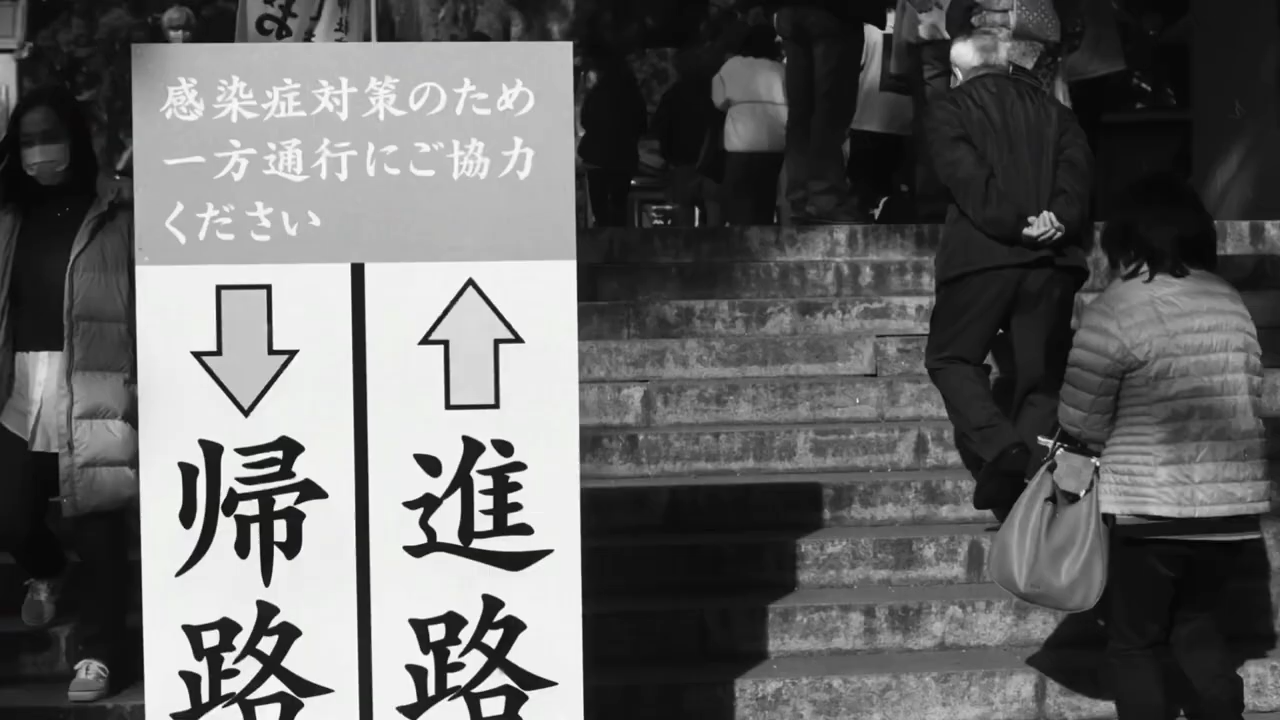 感染症対策のため
一方通行にご協力
ください
進路
帰路